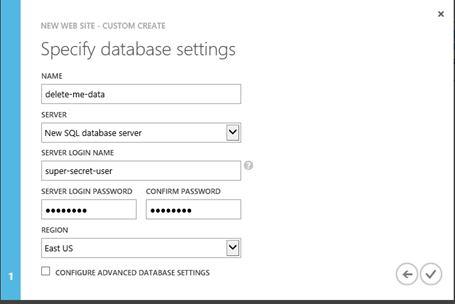 NEW WEB SITE - CUSTOM CREATE
Specify database settings
NAME
delete-me-data
SERVER
New SQL database server
SERVER LOGIN NAME
super-secret-user
SERVER LOGIN PASSWORD CONFIRM PASSWORD
●●●●●●●● ●●●●●●●●
REGION
East US
CONFIGURE ADVANCED DATABASE SETTINGS
1